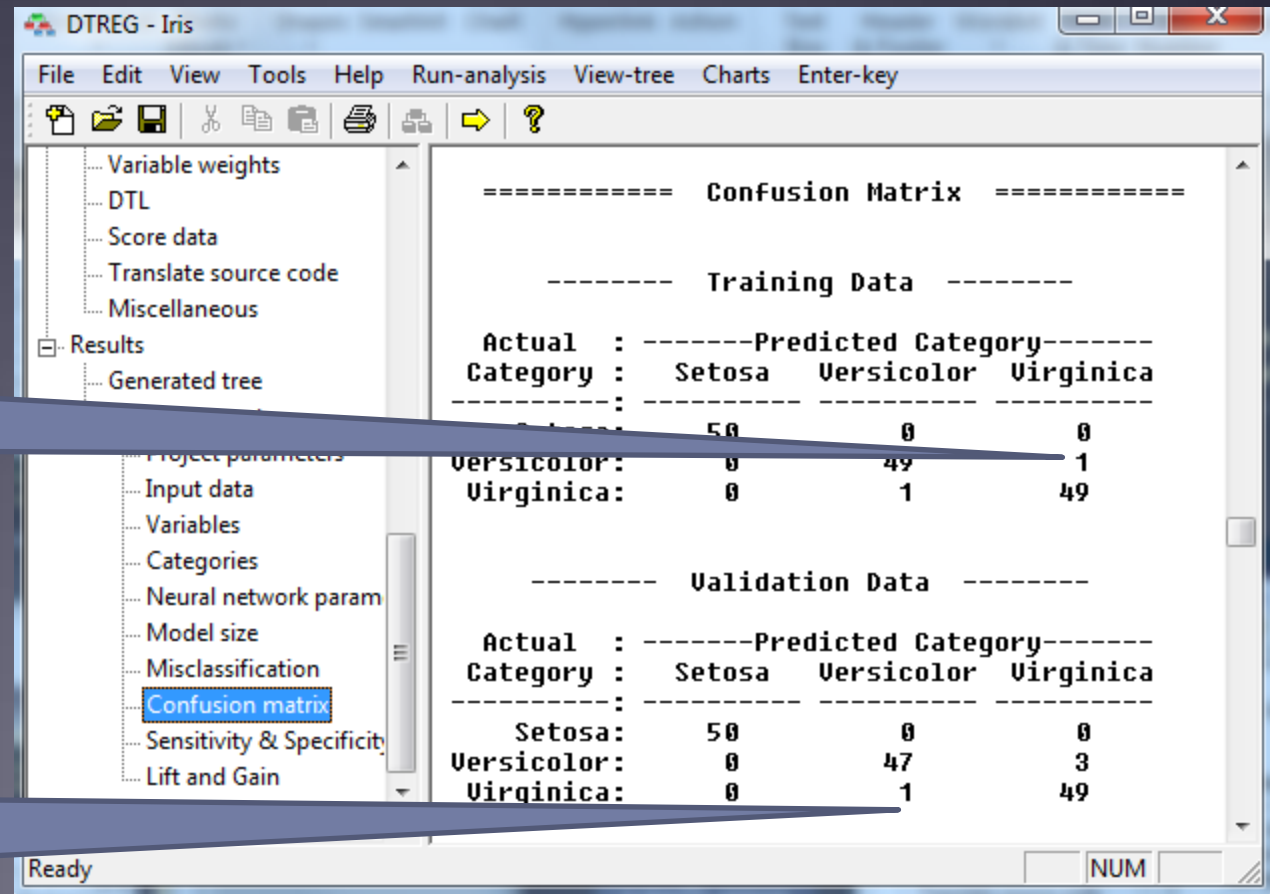 DTREG - Iris
File Edit View Tools Help Run-analysis View-tree Charts Enter-key
Variable weights
DTL
Score data
Translate source code
Miscellaneous
Results
Generated tree
Project parameters
Input data
Variables
Categories
Neural network param
Model size
Misclassification
Confusion matrix
Sensitivity & Specificity
Lift and Gain
============ Confusion Matrix ============
-------- Training Data --------
Actual : -------Predicted Category-------
Category : Setosa Versicolor Virginica
----------: ---------- ---------- ----------
Setosa: 50 0 0
Versicolor: 0 49 1
Virginica: 0 1 49
-------- Validation Data --------
Actual : -------Predicted Category-------
Category : Setosa Versicolor Virginica
----------: ---------- ---------- ----------
Setosa: 50 0 0
Versicolor: 0 47 3
Virginica: 0 1 49
Ready
NUM